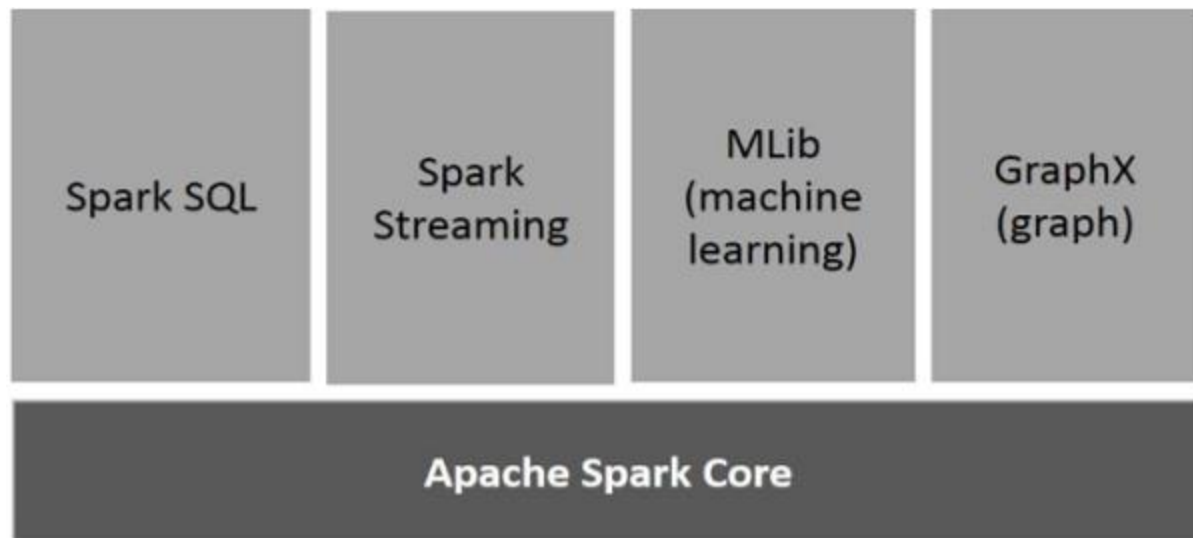 Spark SQL
Spark
Streaming
MLib
(machine
learning)
GraphX
(graph)
Apache Spark Core